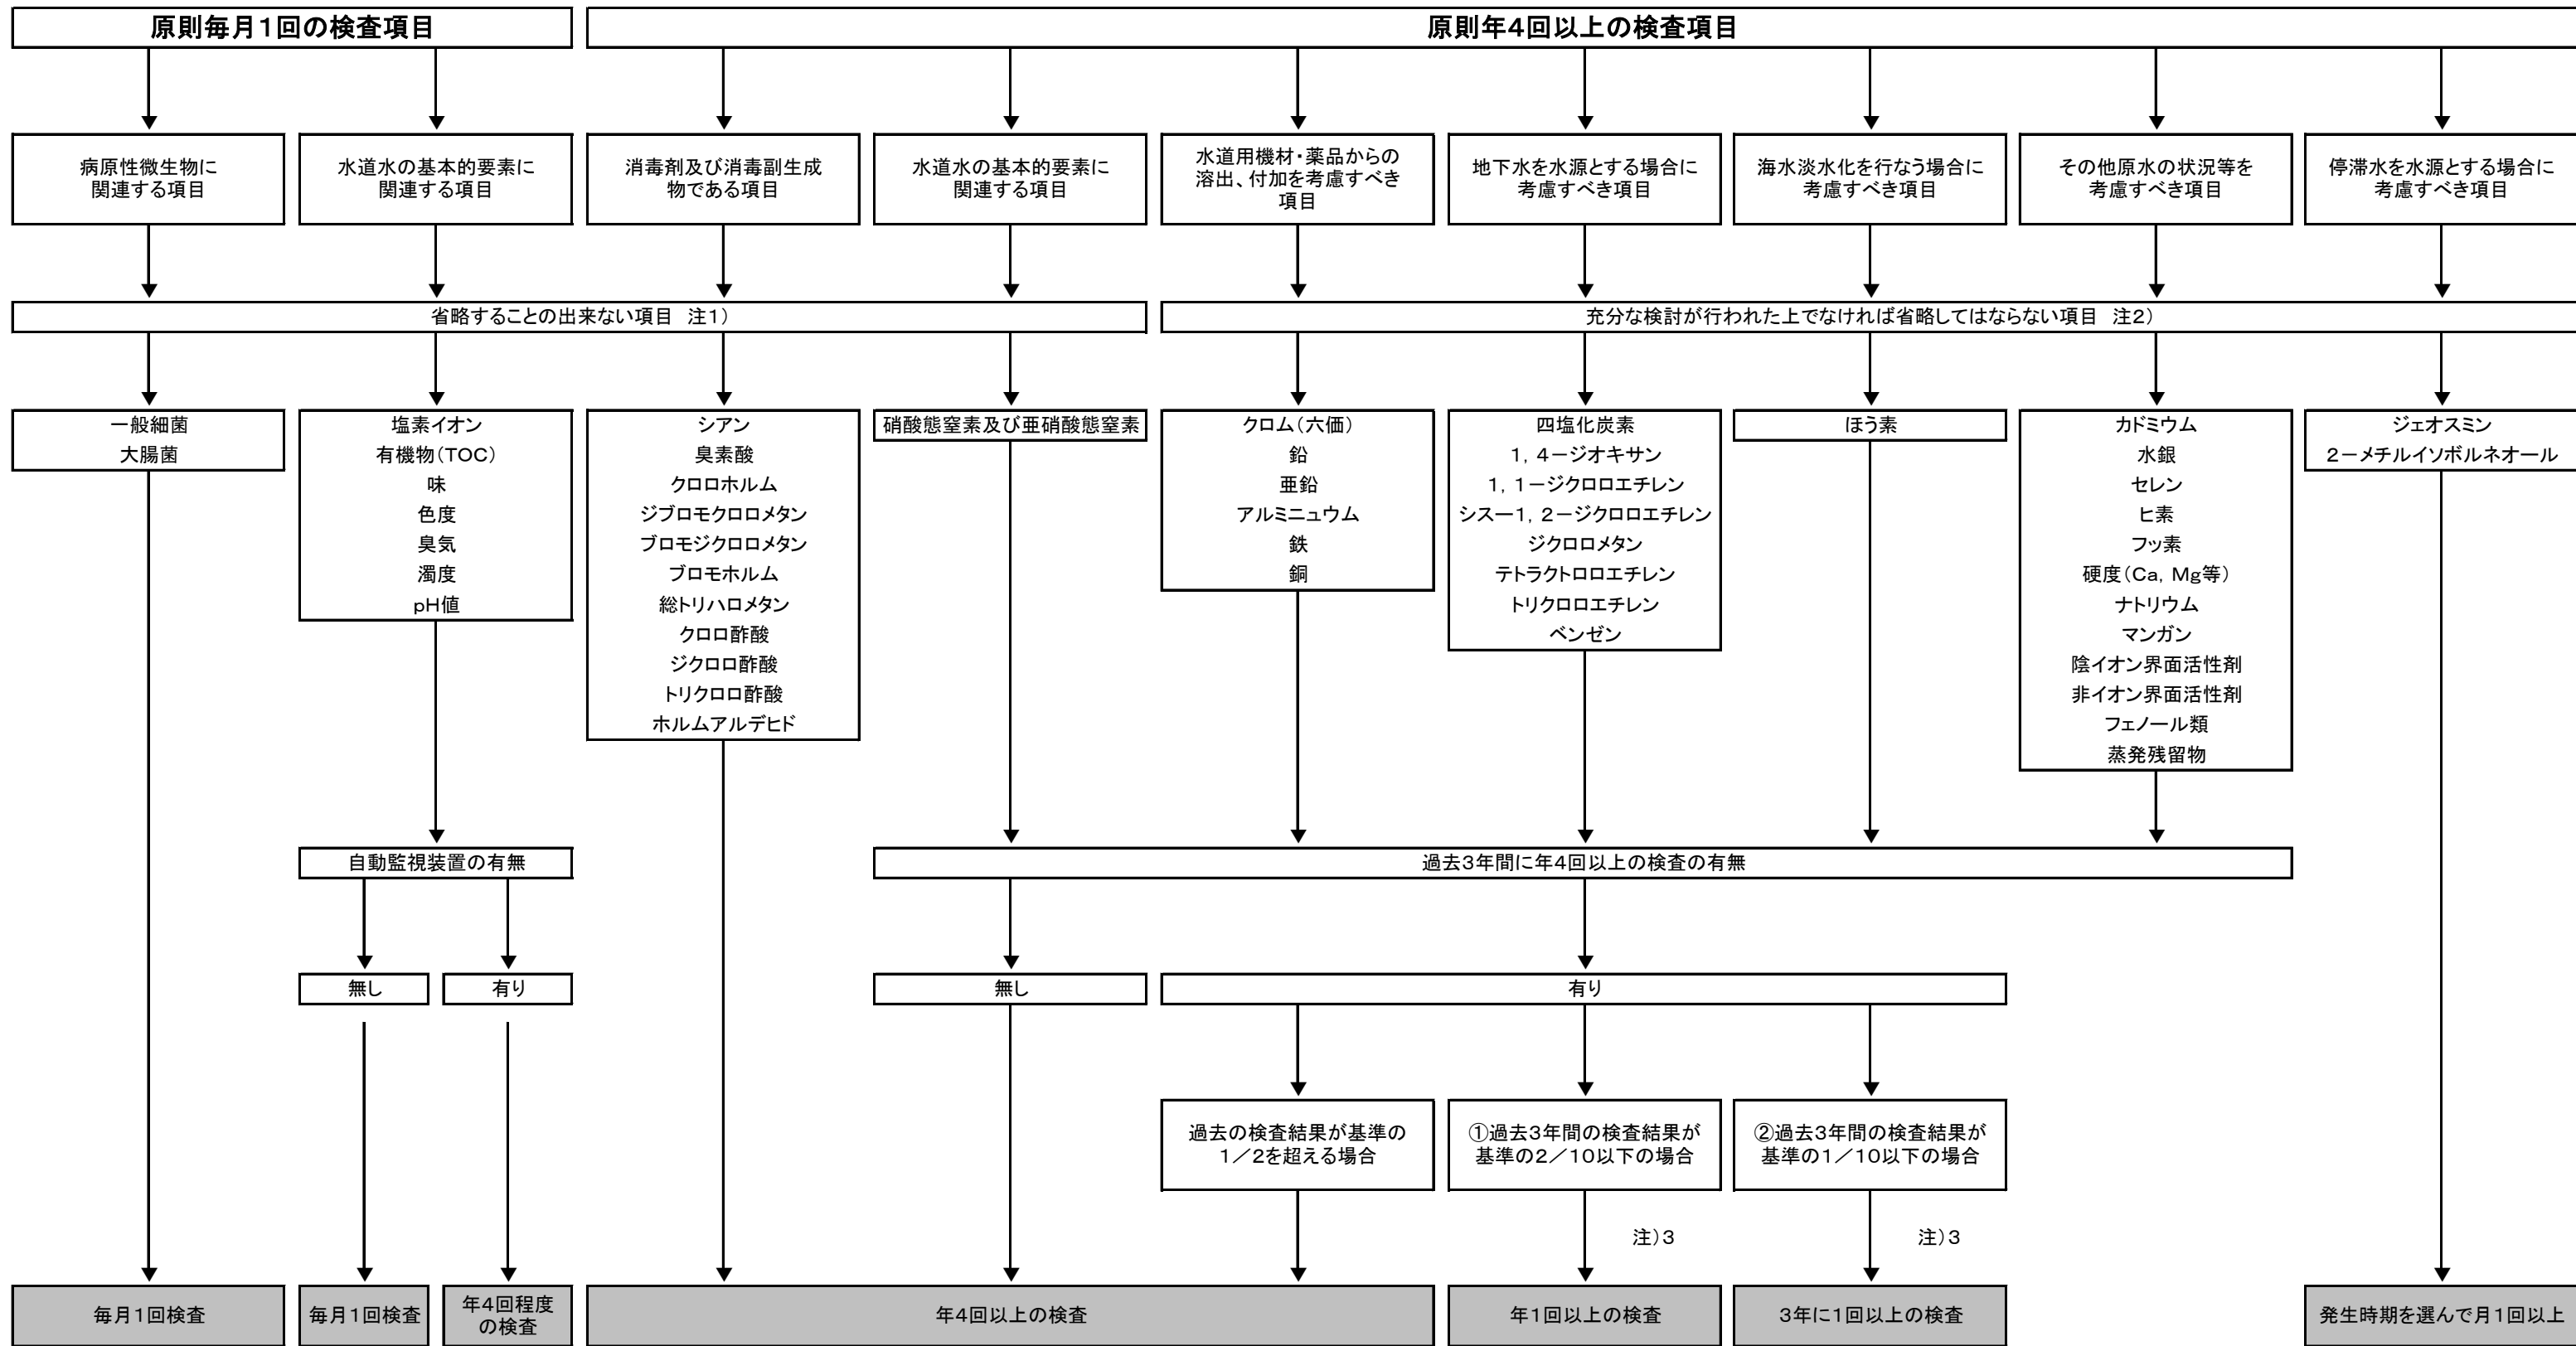 原則毎月1回の検査項目
原則年4回以上の検査項目
病原性微生物に
関連する項目
水道水の基本的要素に
関連する項目
消毒剤及び消毒副生成
物である項目
水道水の基本的要素に
関連する項目
水道用機材・薬品からの
溶出、付加を考慮すべき
項目
地下水を水源とする場合に
考慮すべき項目
海水淡水化を行なう場合に
考慮すべき項目
その他原水の状況等を
考慮すべき項目
停滞水を水源とする場合に
考慮すべき項目
省略することの出来ない項目 注1)
充分な検討が行われた上でなければ省略してはならない項目 注2)
一般細菌
大腸菌
塩素イオン
有機物(TOC)
味
色度
臭気
濁度
pH値
シアン
臭素酸
クロロホルム
ジブロモクロロメタン
ブロモジクロロメタン
ブロモホルム
総トリハロメタン
クロロ酢酸
ジクロロ酢酸
トリクロロ酢酸
ホルムアルデヒド
硝酸態窒素及び亜硝酸態窒素
クロム(六価)
鉛
亜鉛
アルミニュウム
鉄
銅
四塩化炭素
1，4－ジオキサン
1，1－ジクロロエチレン
シスー1，2－ジクロロエチレン
ジクロロメタン
テトラクトロロエチレン
トリクロロエチレン
ベンゼン
ほう素
カドミウム
水銀
セレン
ヒ素
フッ素
硬度(Ca，Mg等)
ナトリウム
マンガン
陰イオン界面活性剤
非イオン界面活性剤
フェノール類
蒸発残留物
ジェオスミン
2－メチルイソボルネオール
自動監視装置の有無
過去3年間に年4回以上の検査の有無
無し
有り
無し
有り
過去の検査結果が基準の
1／2を超える場合
①過去3年間の検査結果が
基準の2／10以下の場合
②過去3年間の検査結果が
基準の1／10以下の場合
注)3
注)3
毎月1回検査
毎月1回検査
年4回程度
の検査
年4回以上の検査
年1回以上の検査
3年に1回以上の検査
発生時期を選んで月1回以上